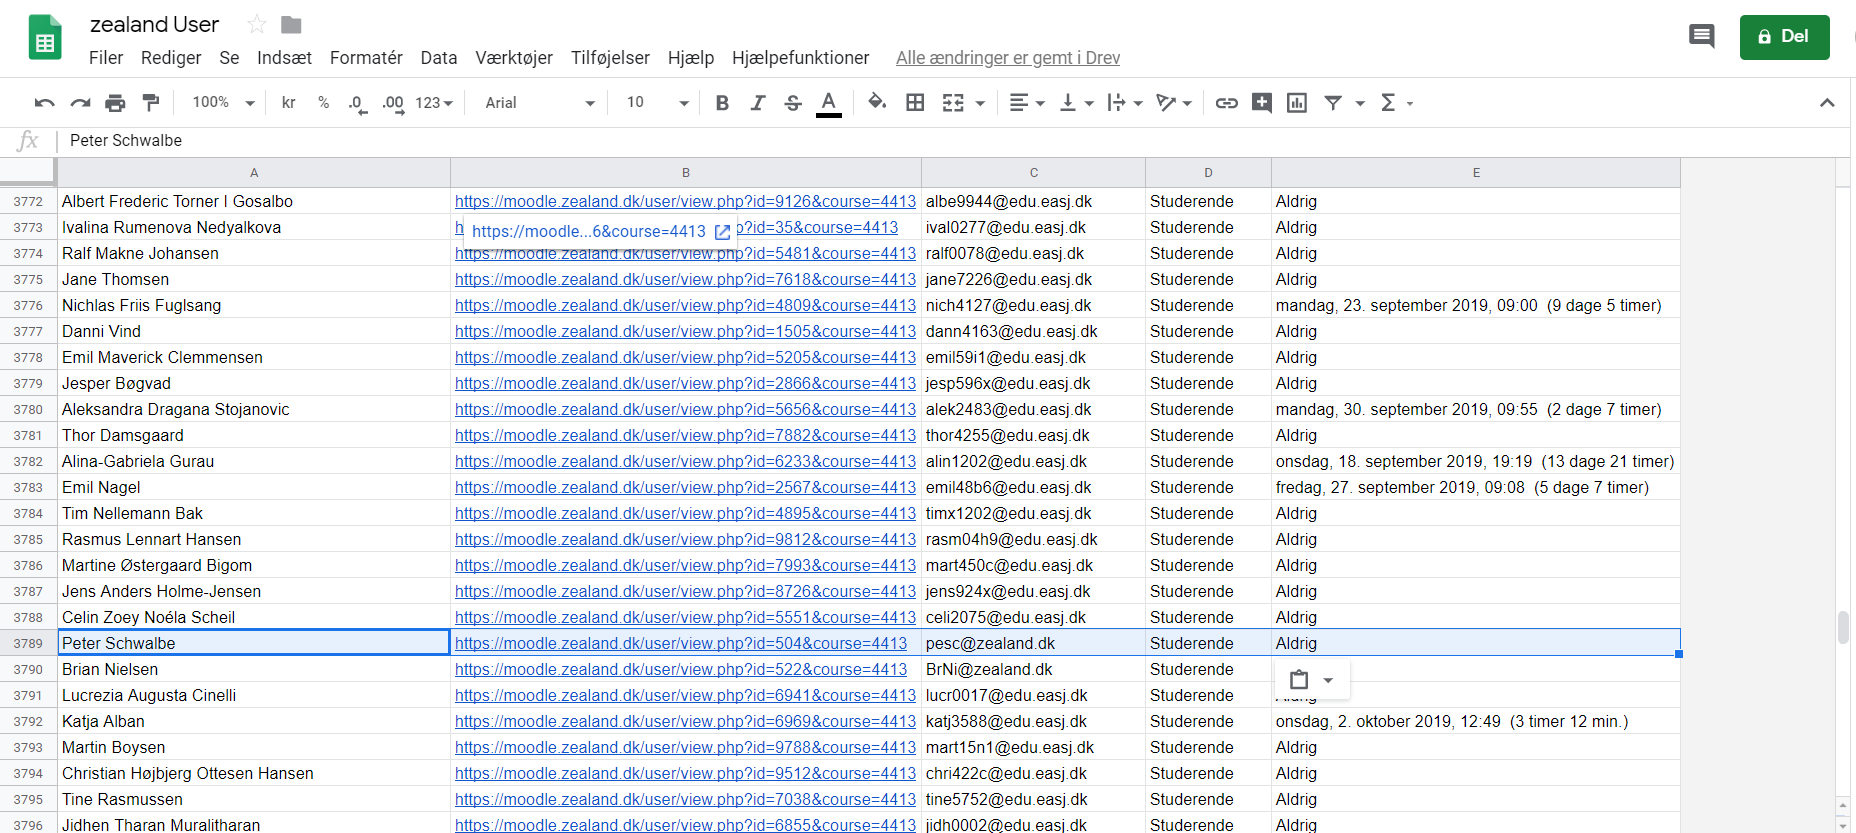 zealand User
Filer Rediger Se Indsæt Formatér Data Værktøjer Tilføjelser Hjælp Hjælpefunktioner Alle ændringer er gemt i Drev
Del
100% kr % .0 .00 123 Arial 10 B I S A Σ
fx Peter Schwalbe
A B C D E
3772 Albert Frederic Torner I Gosalbo https://moodle.zealand.dk/user/view.php?id=9126&course=4413 albe9944@edu.easj.dk Studerende Aldrig
3773 Ivalina Rumenova Nedyalkova h https://moodle...6&course=4413 o?id=35&course=4413 ival0277@edu.easj.dk Studerende Aldrig
3774 Ralf Makne Johansen https://moodle.zealand.dk/user/view.php?id=5481&course=4413 ralf0078@edu.easj.dk Studerende Aldrig
3775 Jane Thomsen https://moodle.zealand.dk/user/view.php?id=7618&course=4413 jane7226@edu.easj.dk Studerende Aldrig
3776 Nichlas Friis Fuglsang https://moodle.zealand.dk/user/view.php?id=4809&course=4413 nich4127@edu.easj.dk Studerende mandag, 23. september 2019, 09:00 (9 dage 5 timer)
3777 Danni Vind https://moodle.zealand.dk/user/view.php?id=1505&course=4413 dann4163@edu.easj.dk Studerende Aldrig
3778 Emil Maverick Clemmensen https://moodle.zealand.dk/user/view.php?id=5205&course=4413 emil59i1@edu.easj.dk Studerende Aldrig
3779 Jesper Bøgvad https://moodle.zealand.dk/user/view.php?id=2866&course=4413 jesp596x@edu.easj.dk Studerende Aldrig
3780 Aleksandra Dragana Stojanovic https://moodle.zealand.dk/user/view.php?id=5656&course=4413 alek2483@edu.easj.dk Studerende mandag, 30. september 2019, 09:55 (2 dage 7 timer)
3781 Thor Damsgaard https://moodle.zealand.dk/user/view.php?id=7882&course=4413 thor4255@edu.easj.dk Studerende Aldrig
3782 Alina-Gabriela Gurau https://moodle.zealand.dk/user/view.php?id=6233&course=4413 alin1202@edu.easj.dk Studerende onsdag, 18. september 2019, 19:19 (13 dage 21 timer)
3783 Emil Nagel https://moodle.zealand.dk/user/view.php?id=2567&course=4413 emil48b6@edu.easj.dk Studerende fredag, 27. september 2019, 09:08 (5 dage 7 timer)
3784 Tim Nellemann Bak https://moodle.zealand.dk/user/view.php?id=4895&course=4413 timx1202@edu.easj.dk Studerende Aldrig
3785 Rasmus Lennart Hansen https://moodle.zealand.dk/user/view.php?id=9812&course=4413 rasm04h9@edu.easj.dk Studerende Aldrig
3786 Martine Østergaard Bigom https://moodle.zealand.dk/user/view.php?id=7993&course=4413 mart450c@edu.easj.dk Studerende Aldrig
3787 Jens Anders Holme-Jensen https://moodle.zealand.dk/user/view.php?id=8726&course=4413 jens924x@edu.easj.dk Studerende Aldrig
3788 Celin Zoey Noéla Scheil https://moodle.zealand.dk/user/view.php?id=5551&course=4413 celi2075@edu.easj.dk Studerende Aldrig
3789 Peter Schwalbe https://moodle.zealand.dk/user/view.php?id=504&course=4413 pesc@zealand.dk Studerende Aldrig
3790 Brian Nielsen https://moodle.zealand.dk/user/view.php?id=522&course=4413 BrNi@zealand.dk Studerende
3791 Lucrezia Augusta Cinelli https://moodle.zealand.dk/user/view.php?id=6941&course=4413 lucr0017@edu.easj.dk Studerende Aldrig
3792 Katja Alban https://moodle.zealand.dk/user/view.php?id=6969&course=4413 katj3588@edu.easj.dk Studerende onsdag, 2. oktober 2019, 12:49 (3 timer 12 min.)
3793 Martin Boysen https://moodle.zealand.dk/user/view.php?id=9788&course=4413 mart15n1@edu.easj.dk Studerende Aldrig
3794 Christian Højbjerg Ottesen Hansen https://moodle.zealand.dk/user/view.php?id=9512&course=4413 chri422c@edu.easj.dk Studerende Aldrig
3795 Tine Rasmussen https://moodle.zealand.dk/user/view.php?id=7038&course=4413 tine5752@edu.easj.dk Studerende Aldrig
3796 Jidhen Tharan Muralitharan https://moodle.zealand.dk/user/view.php?id=6855&course=4413 jidh0002@edu.easj.dk Studerende Aldrig